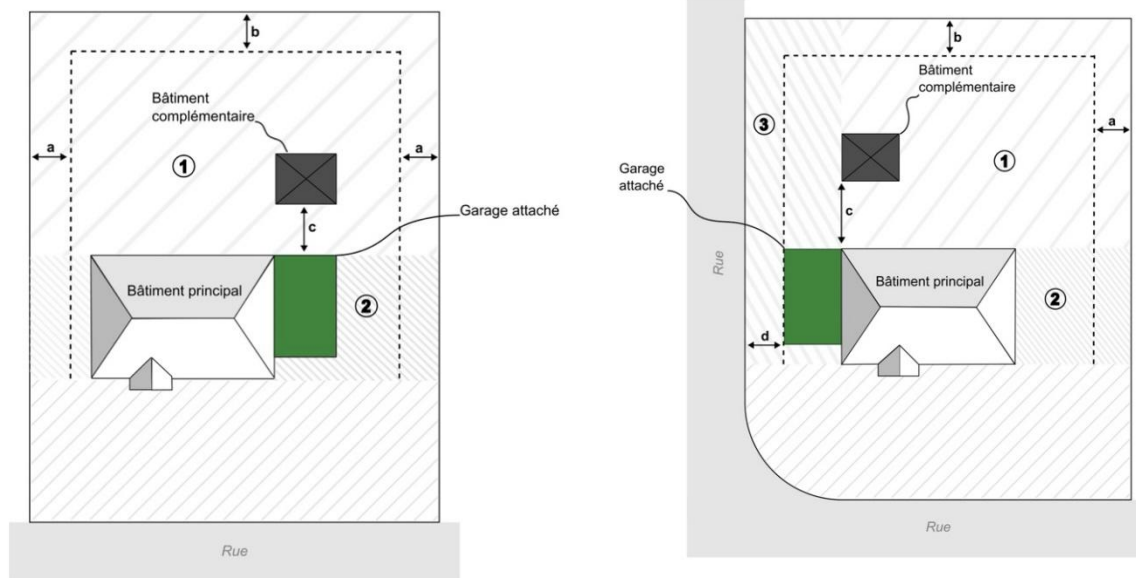 b
Bâtiment
complémentaire
a
①
a
c
Garage attaché
Bâtiment principal
②
Rue
b
Bâtiment
complémentaire
③
a
①
Garage
attaché
c
Rue
Bâtiment principal
②
d
Rue